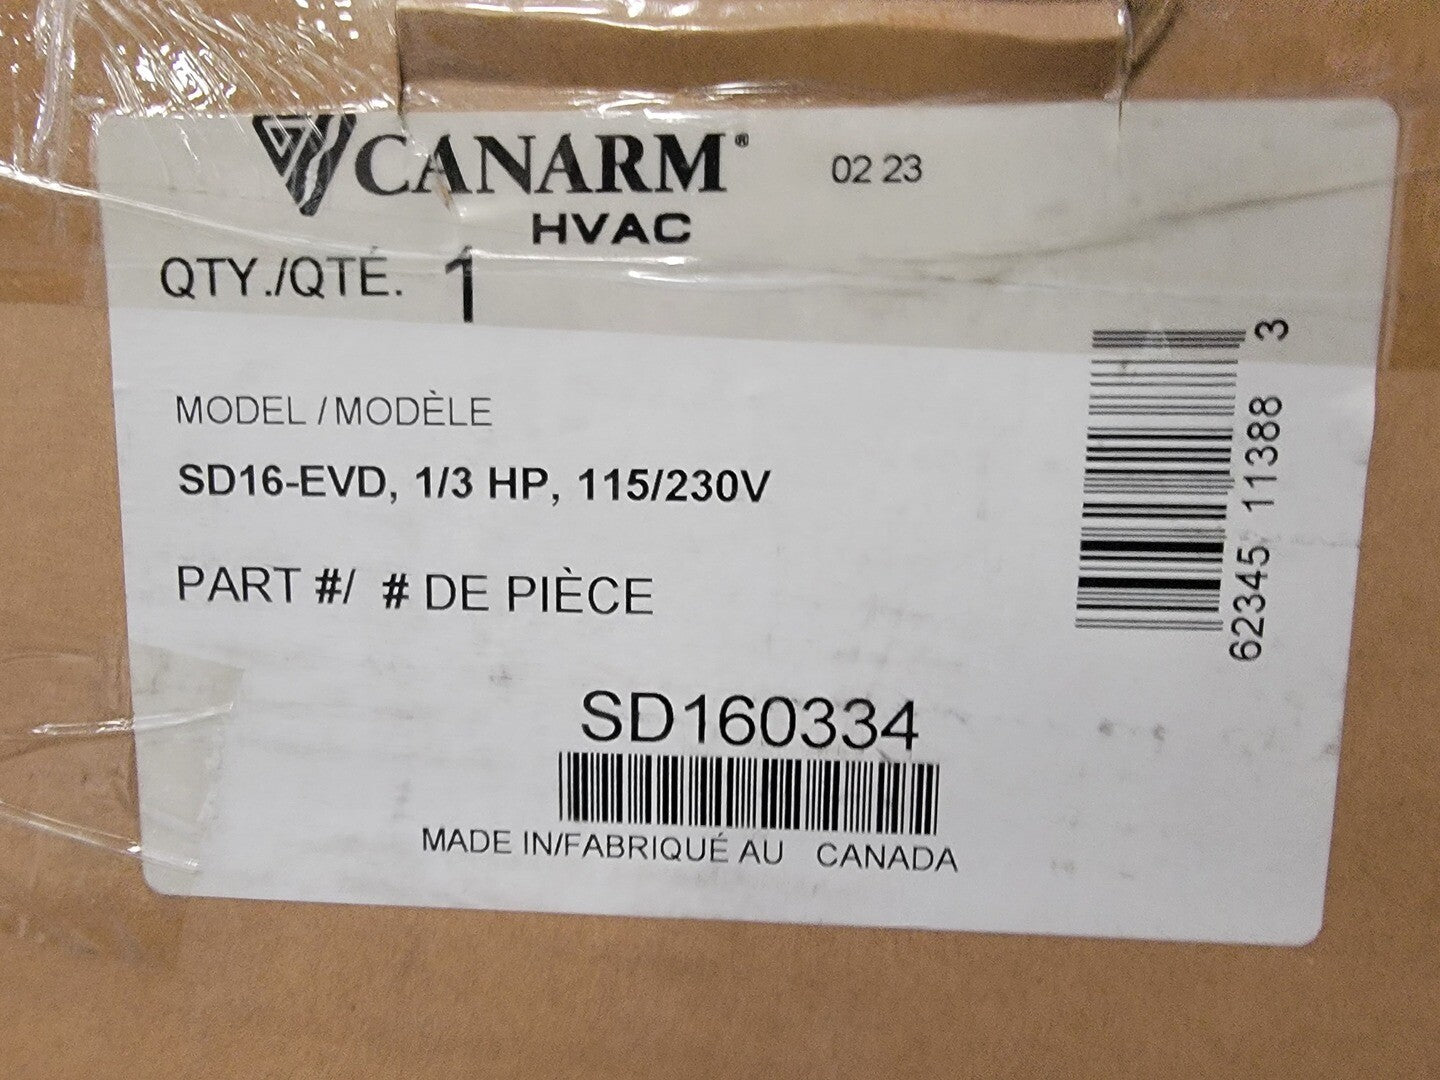 CANARM® 02 23
HVAC
QTY./QTÉ. 1
MODEL / MODÈLE
SD16-EVD, 1/3 HP, 115/230V
PART #/ # DE PIÈCE
SD160334
MADE IN/FABRIQUÉ AU CANADA
62345 11388 3